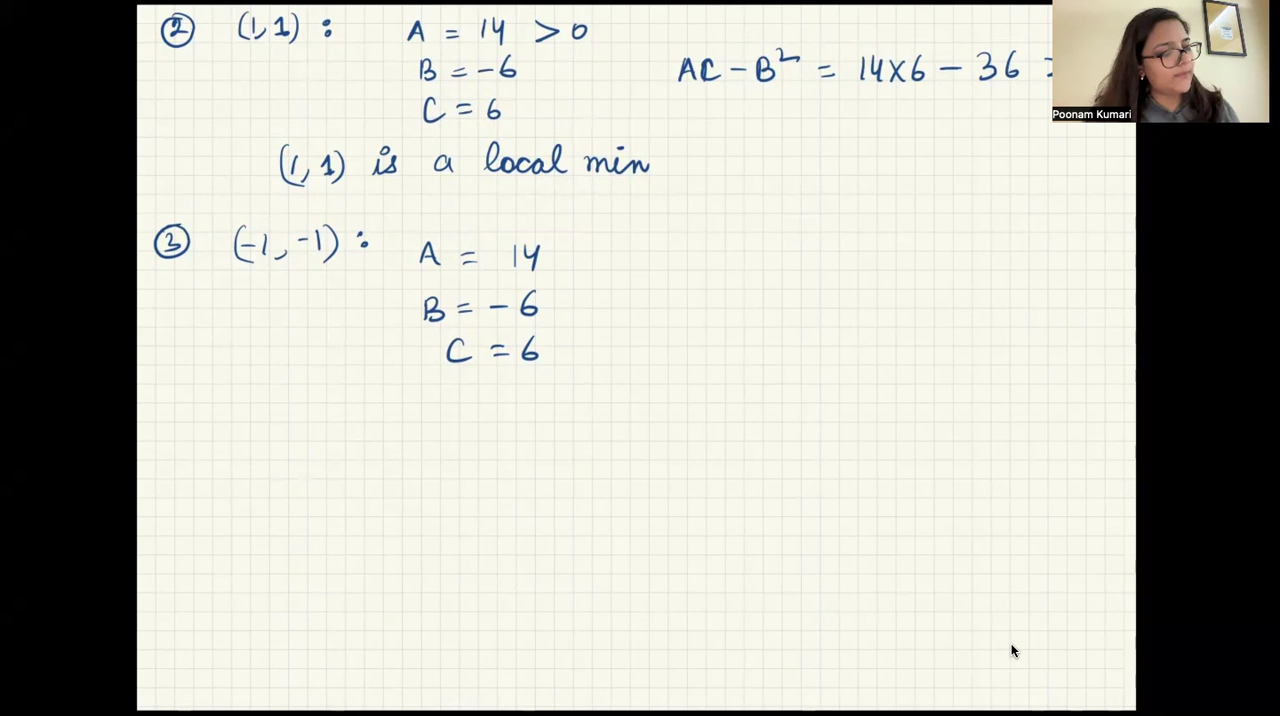 ② (1, 1) : A = 14 > 0
B = -6
AC - B² = 14×6 - 36
C = 6
(1, 1) is a local min
③ (-1, -1) : A = 14
B = -6
C = 6
Poonam Kumari